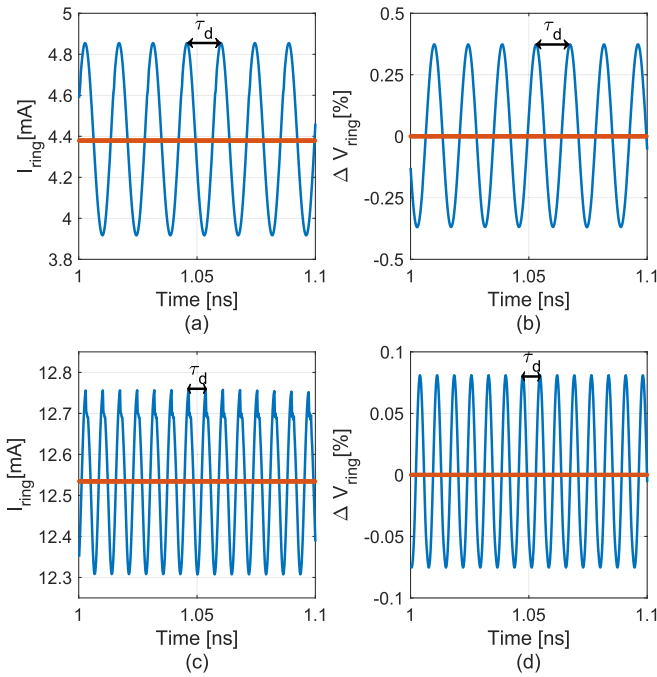 τd
I_ring[mA]
5
4.8
4.6
4.4
4.2
4
3.8
1
1.05
1.1
Time [ns]
(a)
τd
Δ V_ring[%]
0.5
0.25
0
-0.25
-0.5
1
1.05
1.1
Time [ns]
(b)
τd
I_ring[mA]
12.8
12.7
12.6
12.5
12.4
12.3
1
1.05
1.1
Time [ns]
(c)
τd
Δ V_ring[%]
0.1
0.05
0
-0.05
-0.1
1
1.05
1.1
Time [ns]
(d)